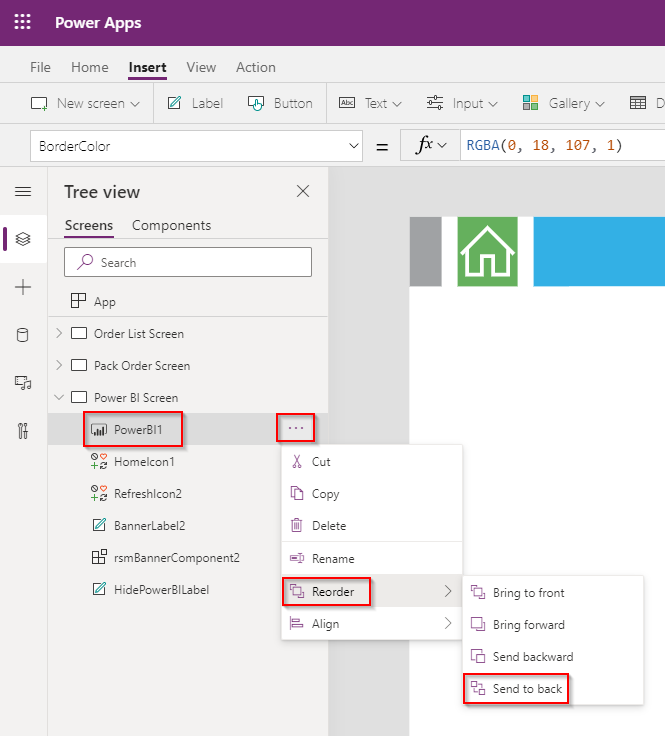 Power Apps
File Home Insert View Action
New screen Label Button Text Input Gallery D
BorderColor = fx RGBA(0, 18, 107, 1)
Tree view
Screens Components
Search
App
Order List Screen
Pack Order Screen
Power BI Screen
PowerBI1 ...
HomeIcon1
RefreshIcon2
BannerLabel2
rsmBannerComponent2
HidePowerBILabel
Cut
Copy
Delete
Rename
Reorder
Align
Bring to front
Bring forward
Send backward
Send to back